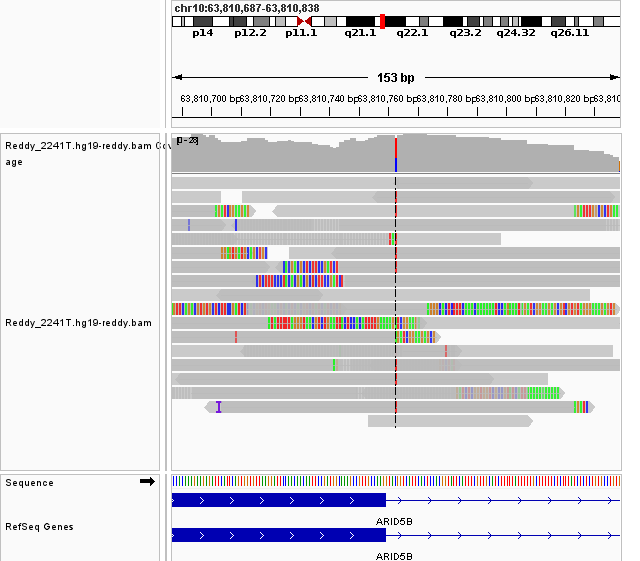 chr10:63,810,687-63,810,838
p14 p12.2 p11.1 q21.1 q22.1 q23.2 q24.32 q26.11
153 bp
63,810,700 bp 63,810,720 bp 63,810,740 bp 63,810,760 bp 63,810,780 bp 63,810,800 bp 63,810,820 bp 63,810
Reddy_2241T.hg19-reddy.bam Cov
age
[0-28]
Reddy_2241T.hg19-reddy.bam
Sequence
ARID5B
RefSeq Genes
ARID5B